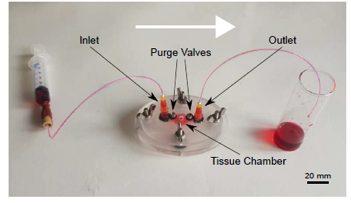 Inlet
Purge Valves
Outlet
Tissue Chamber
20 mm